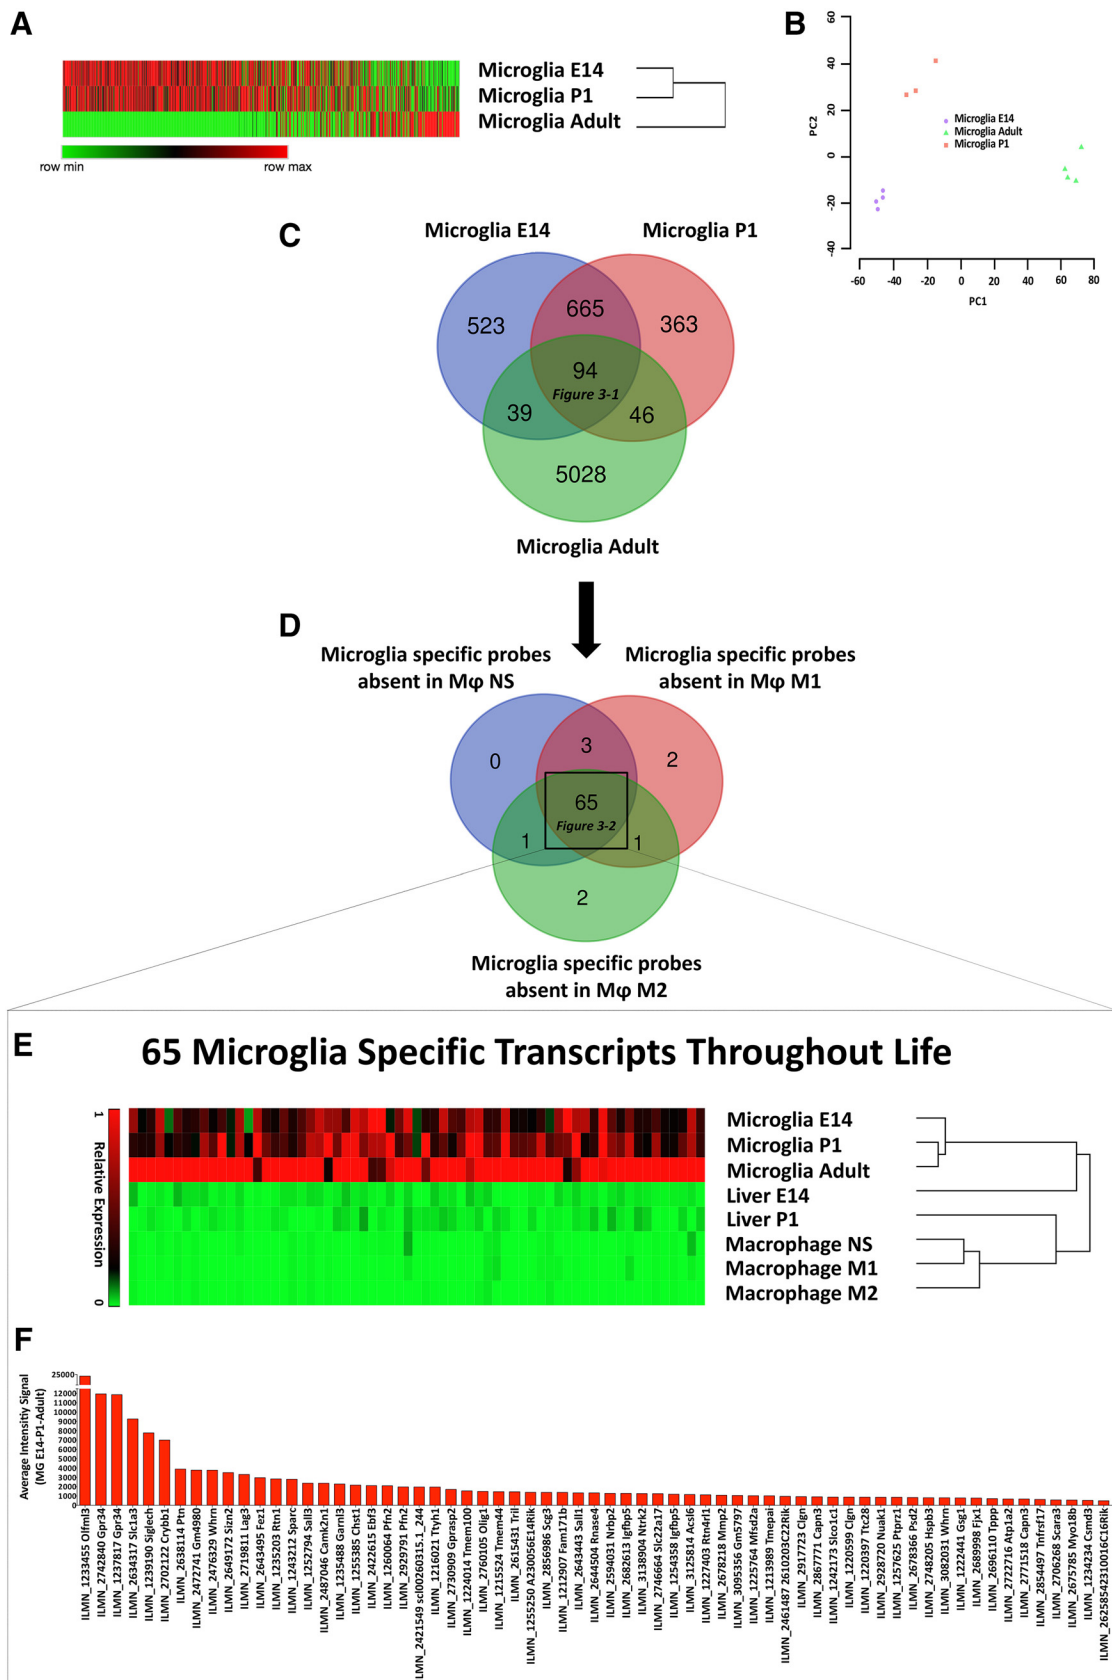 A
Microglia E14
Microglia P1
Microglia Adult
row min
row max
B
60
40
20
0
-20
-40
PC2
Microglia E14
Microglia Adult
Microglia P1
-60
-40
-20
0
20
40
60
80
PC1
C
Microglia E14
Microglia P1
523
665
363
94
Figure 3-1
39
46
5028
Microglia Adult
D
Microglia specific probes
absent in Mφ NS
Microglia specific probes
absent in Mφ M1
0
3
2
65
Figure 3-2
1
1
2
Microglia specific probes
absent in Mφ M2
E
65 Microglia Specific Transcripts Throughout Life
1
Relative Expression
0
Microglia E14
Microglia P1
Microglia Adult
Liver E14
Liver P1
Macrophage NS
Macrophage M1
Macrophage M2
F
Average Intensitiy Signal
(MG E14-P1-Adult)
25000
12000
11000
10000
9000
8000
7000
6000
5000
4000
3000
2000
1000
0
ILMN_1233455 Olfml3
ILMN_2742840 Gpr34
ILMN_1237817 Gpr34
ILMN_2634317 Slc1a3
ILMN_1239190 Siglech
ILMN_2702122 Crybb1
ILMN_2638114 Ptn
ILMN_2472741 Gm4980
ILMN_2476329 Whrn
ILMN_2649172 Sizn2
ILMN_2719811 Lag3
ILMN_2643495 Fez1
ILMN_1235203 Rtn1
ILMN_1243212 Sparc
ILMN_1252794 Sall3
ILMN_2487046 Camk2n1
ILMN_1235488 Garnl3
ILMN_1255385 Chst1
ILMN_2422615 Ebf3
ILMN_1260064 Pfn2
ILMN_2929791 Pfn2
LMN_2421549 scl0020315.1_244
ILMN_1216021 Ttyh1
ILMN_2730009 Gprasp2
ILMN_1224014 Tmem100
ILMN_2760105 Olig1
ILMN_1215524 Tmem44
ILMN_2615431 Tril
ILMN_1255250 A230056E14Rik
ILMN_2856986 Scg3
ILMN_1212907 Fam171b
ILMN_2643443 Sall1
ILMN_2644504 Rnase4
ILMN_2594031 Nrbp2
ILMN_2682613 Igfbp5
ILMN_3138904 Ntrk2
ILMN_2746664 Slc22a17
ILMN_1254358 Igfbp5
ILMN_3125814 Acsl6
ILMN_1227403 Rtn4rl1
ILMN_2678218 Mmp2
ILMN_3095356 Gm5797
ILMN_1225764 Mfsd2a
ILMN_1213989 Tmepai
ILMN_2461487 2610203C22Rik
ILMN_2917723 Clgn
ILMN_2867771 Capn3
ILMN_1242173 Slco1c1
ILMN_1220599 Clgn
ILMN_1220397 Ttc28
ILMN_2928720 Nuak1
ILMN_1257625 Ptprz1
ILMN_2678366 Psd2
ILMN_2748205 Hspb3
ILMN_3082031 Whrn
ILMN_1222441 Gsg1
ILMN_2689998 Fjx1
ILMN_2696110 Tppp
ILMN_2722716 Atp1a2
ILMN_2771518 Capn3
ILMN_2854497 Tnfrsf17
ILMN_2706268 Scara3
ILMN_2675785 Myo18b
ILMN_1234234 Csmd3
ILMN_2625854231001 6C16Rik